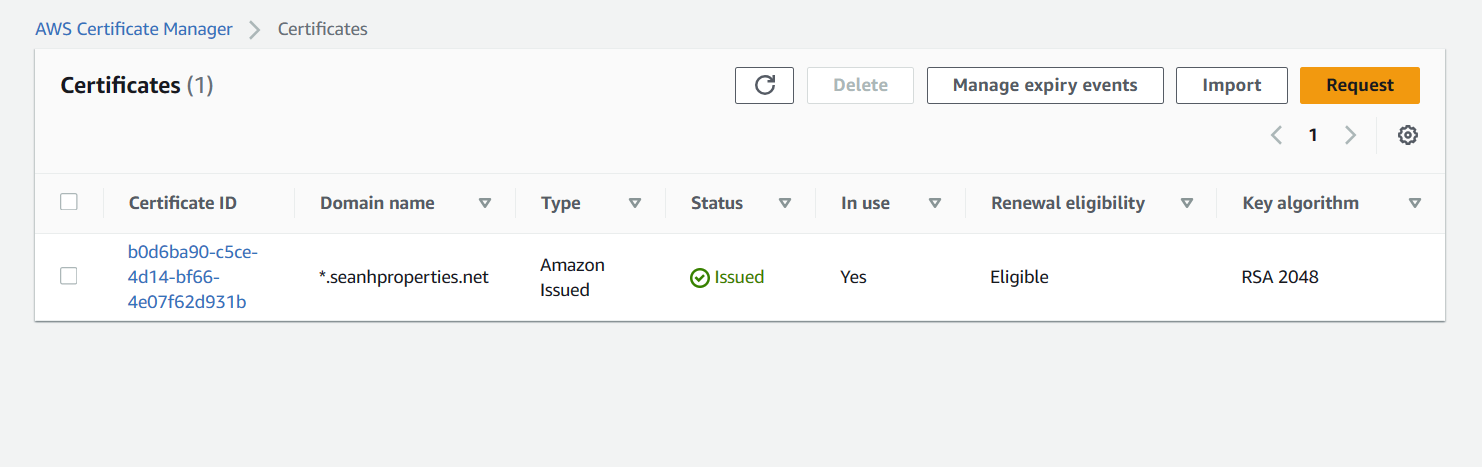 AWS Certificate Manager > Certificates
Certificates (1)
Delete
Manage expiry events
Import
Request
1
Certificate ID
Domain name
Type
Status
In use
Renewal eligibility
Key algorithm
b0d6ba90-c5ce-
4d14-bf66-
4e07f62d931b
*.seanhproperties.net
Amazon
Issued
Issued
Yes
Eligible
RSA 2048